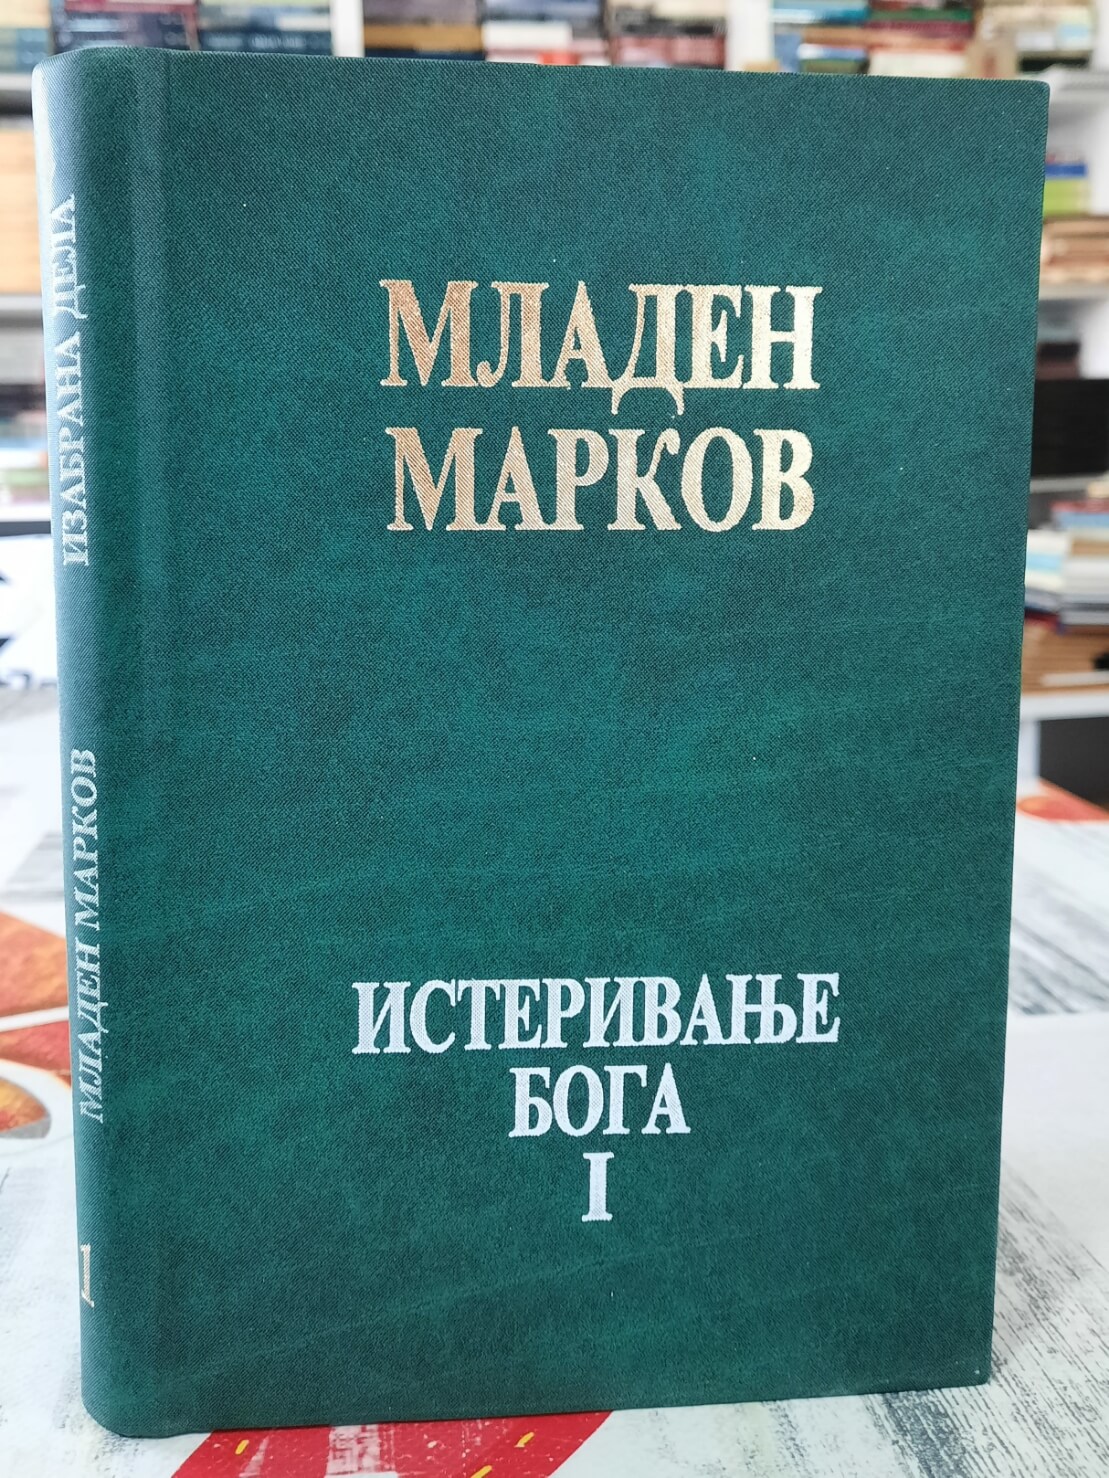 МЛАДЕН
МАРКОВ
ИСТЕРИВАЊЕ
БОГА
I
ИЗАБРАНА ДЕЛА
МЛАДЕН МАРКОВ
1